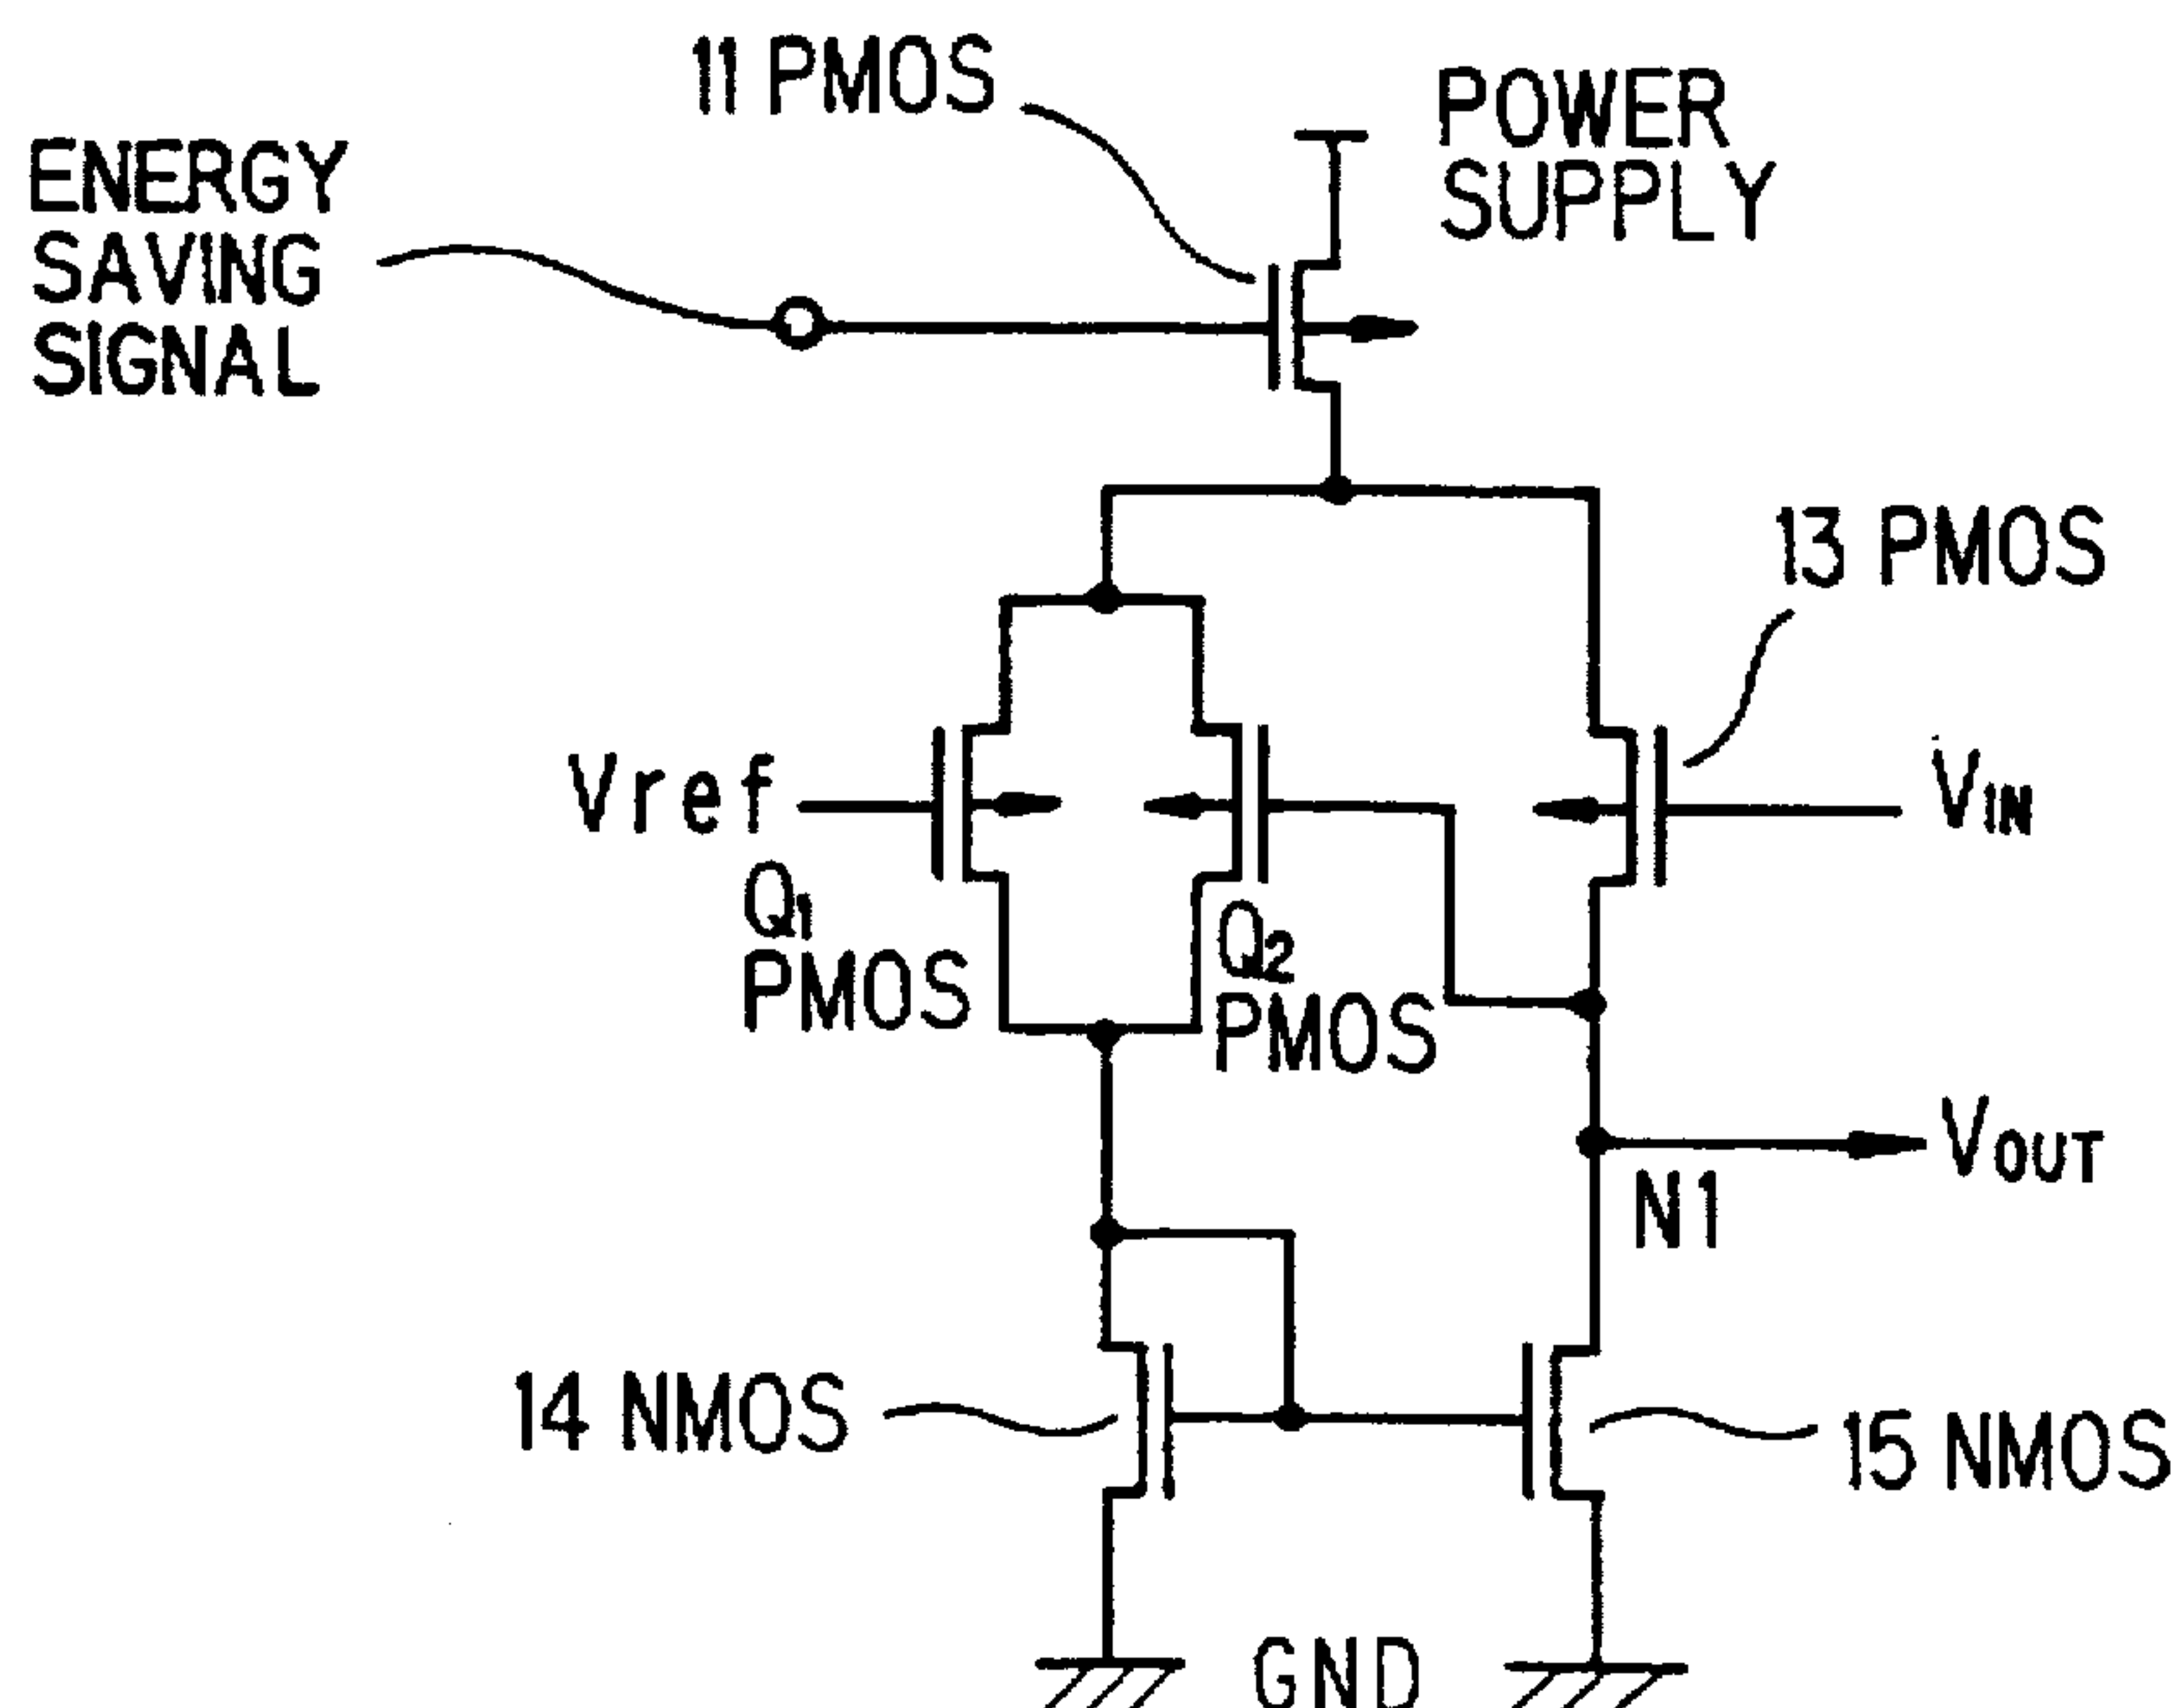 11 PMOS
POWER
SUPPLY
ENERGY
SAVING
SIGNAL
13 PMOS
Vref
VIN
Q1
PMOS
Q2
PMOS
VOUT
N1
14 NMOS
15 NMOS
GND